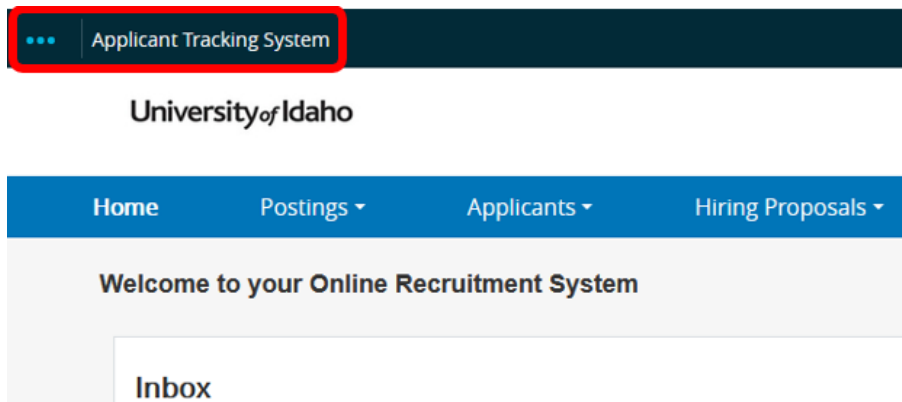 Applicant Tracking System
University of Idaho
Home Postings Applicants Hiring Proposals
Welcome to your Online Recruitment System
Inbox